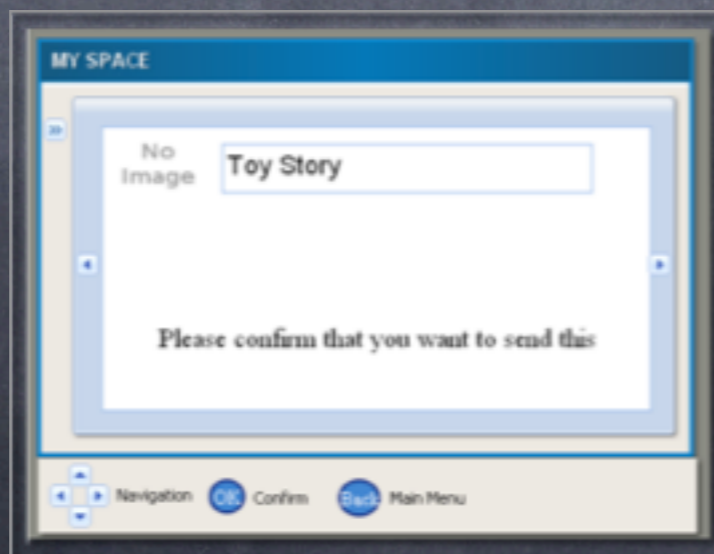 MY SPACE
No
Image
Toy Story
Please confirm that you want to send this
Navigation
OK
Confirm
Back
Main Menu